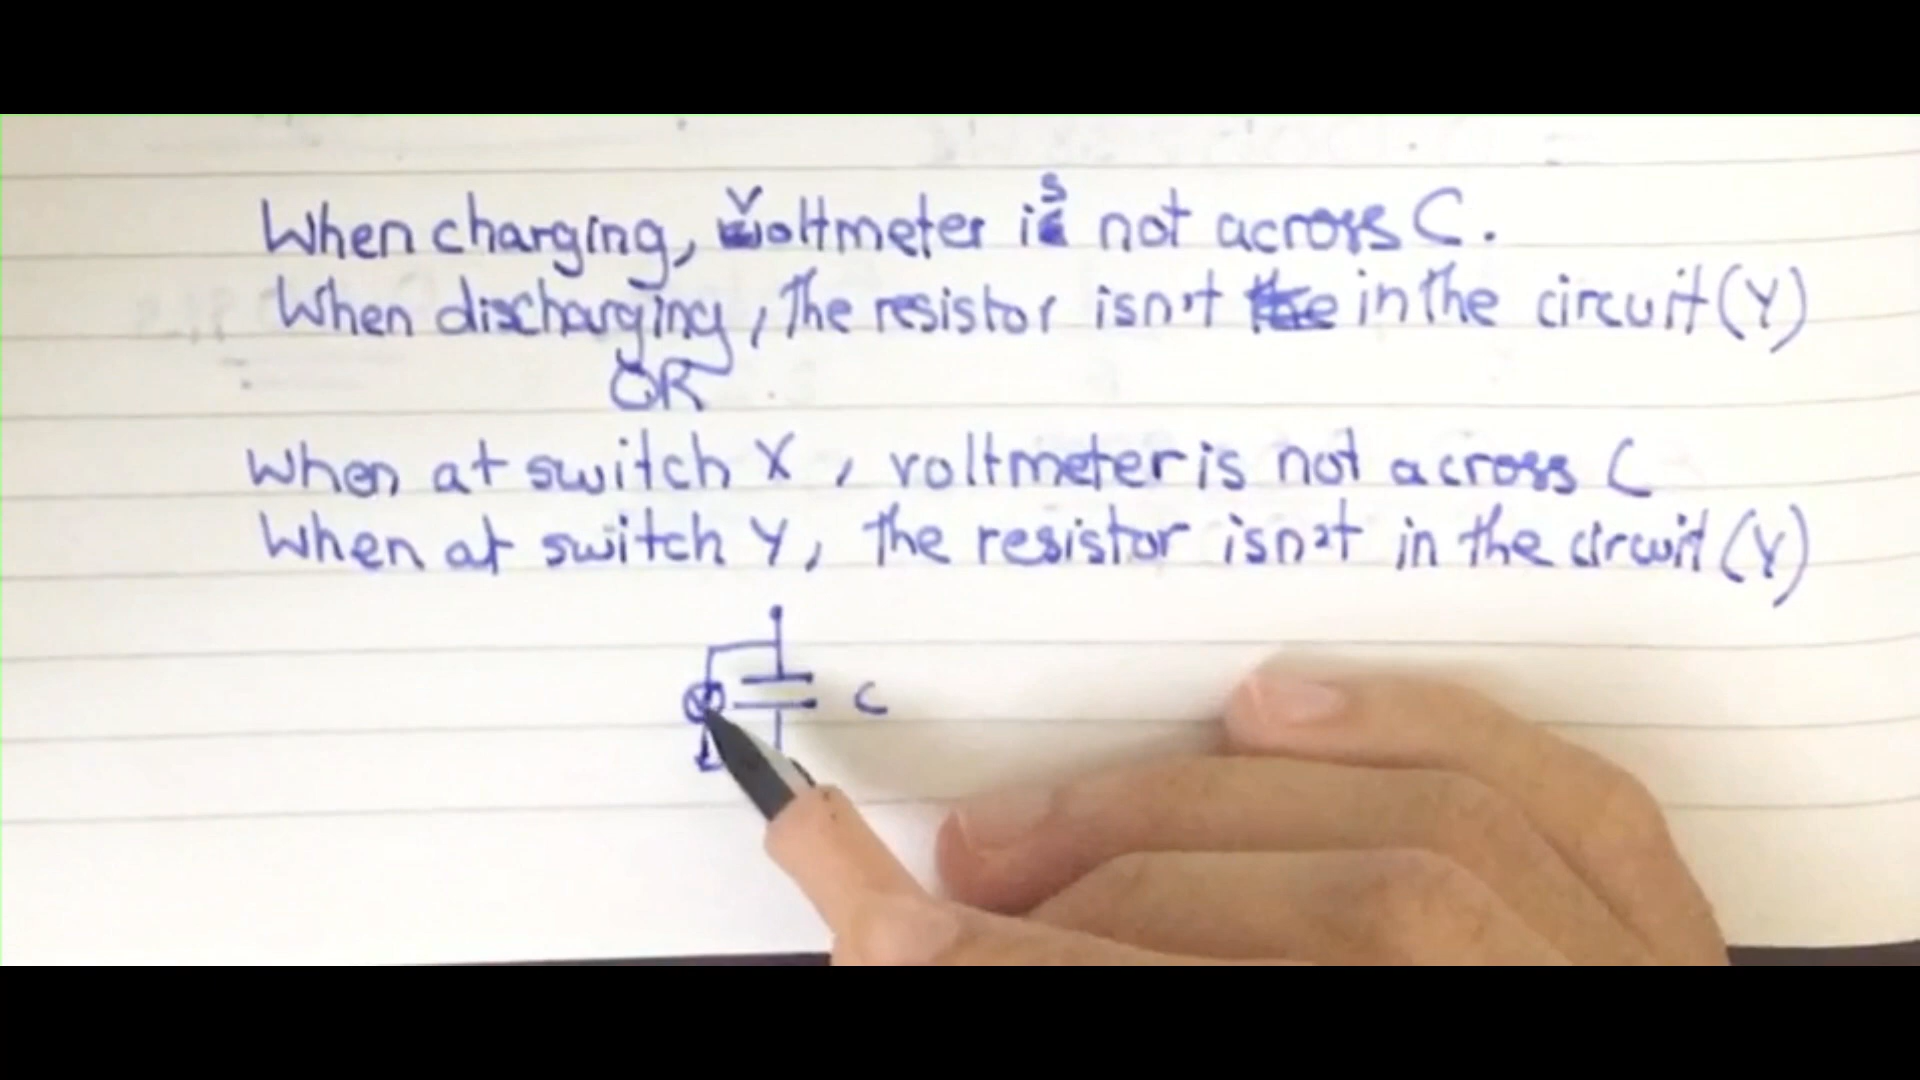 When charging, voltmeter is not across C.
When discharging, the resistor isn't in the circuit (Y)
OR
When at switch X, voltmeter is not across C
When at switch Y, the resistor isn't in the circuit (Y)
C